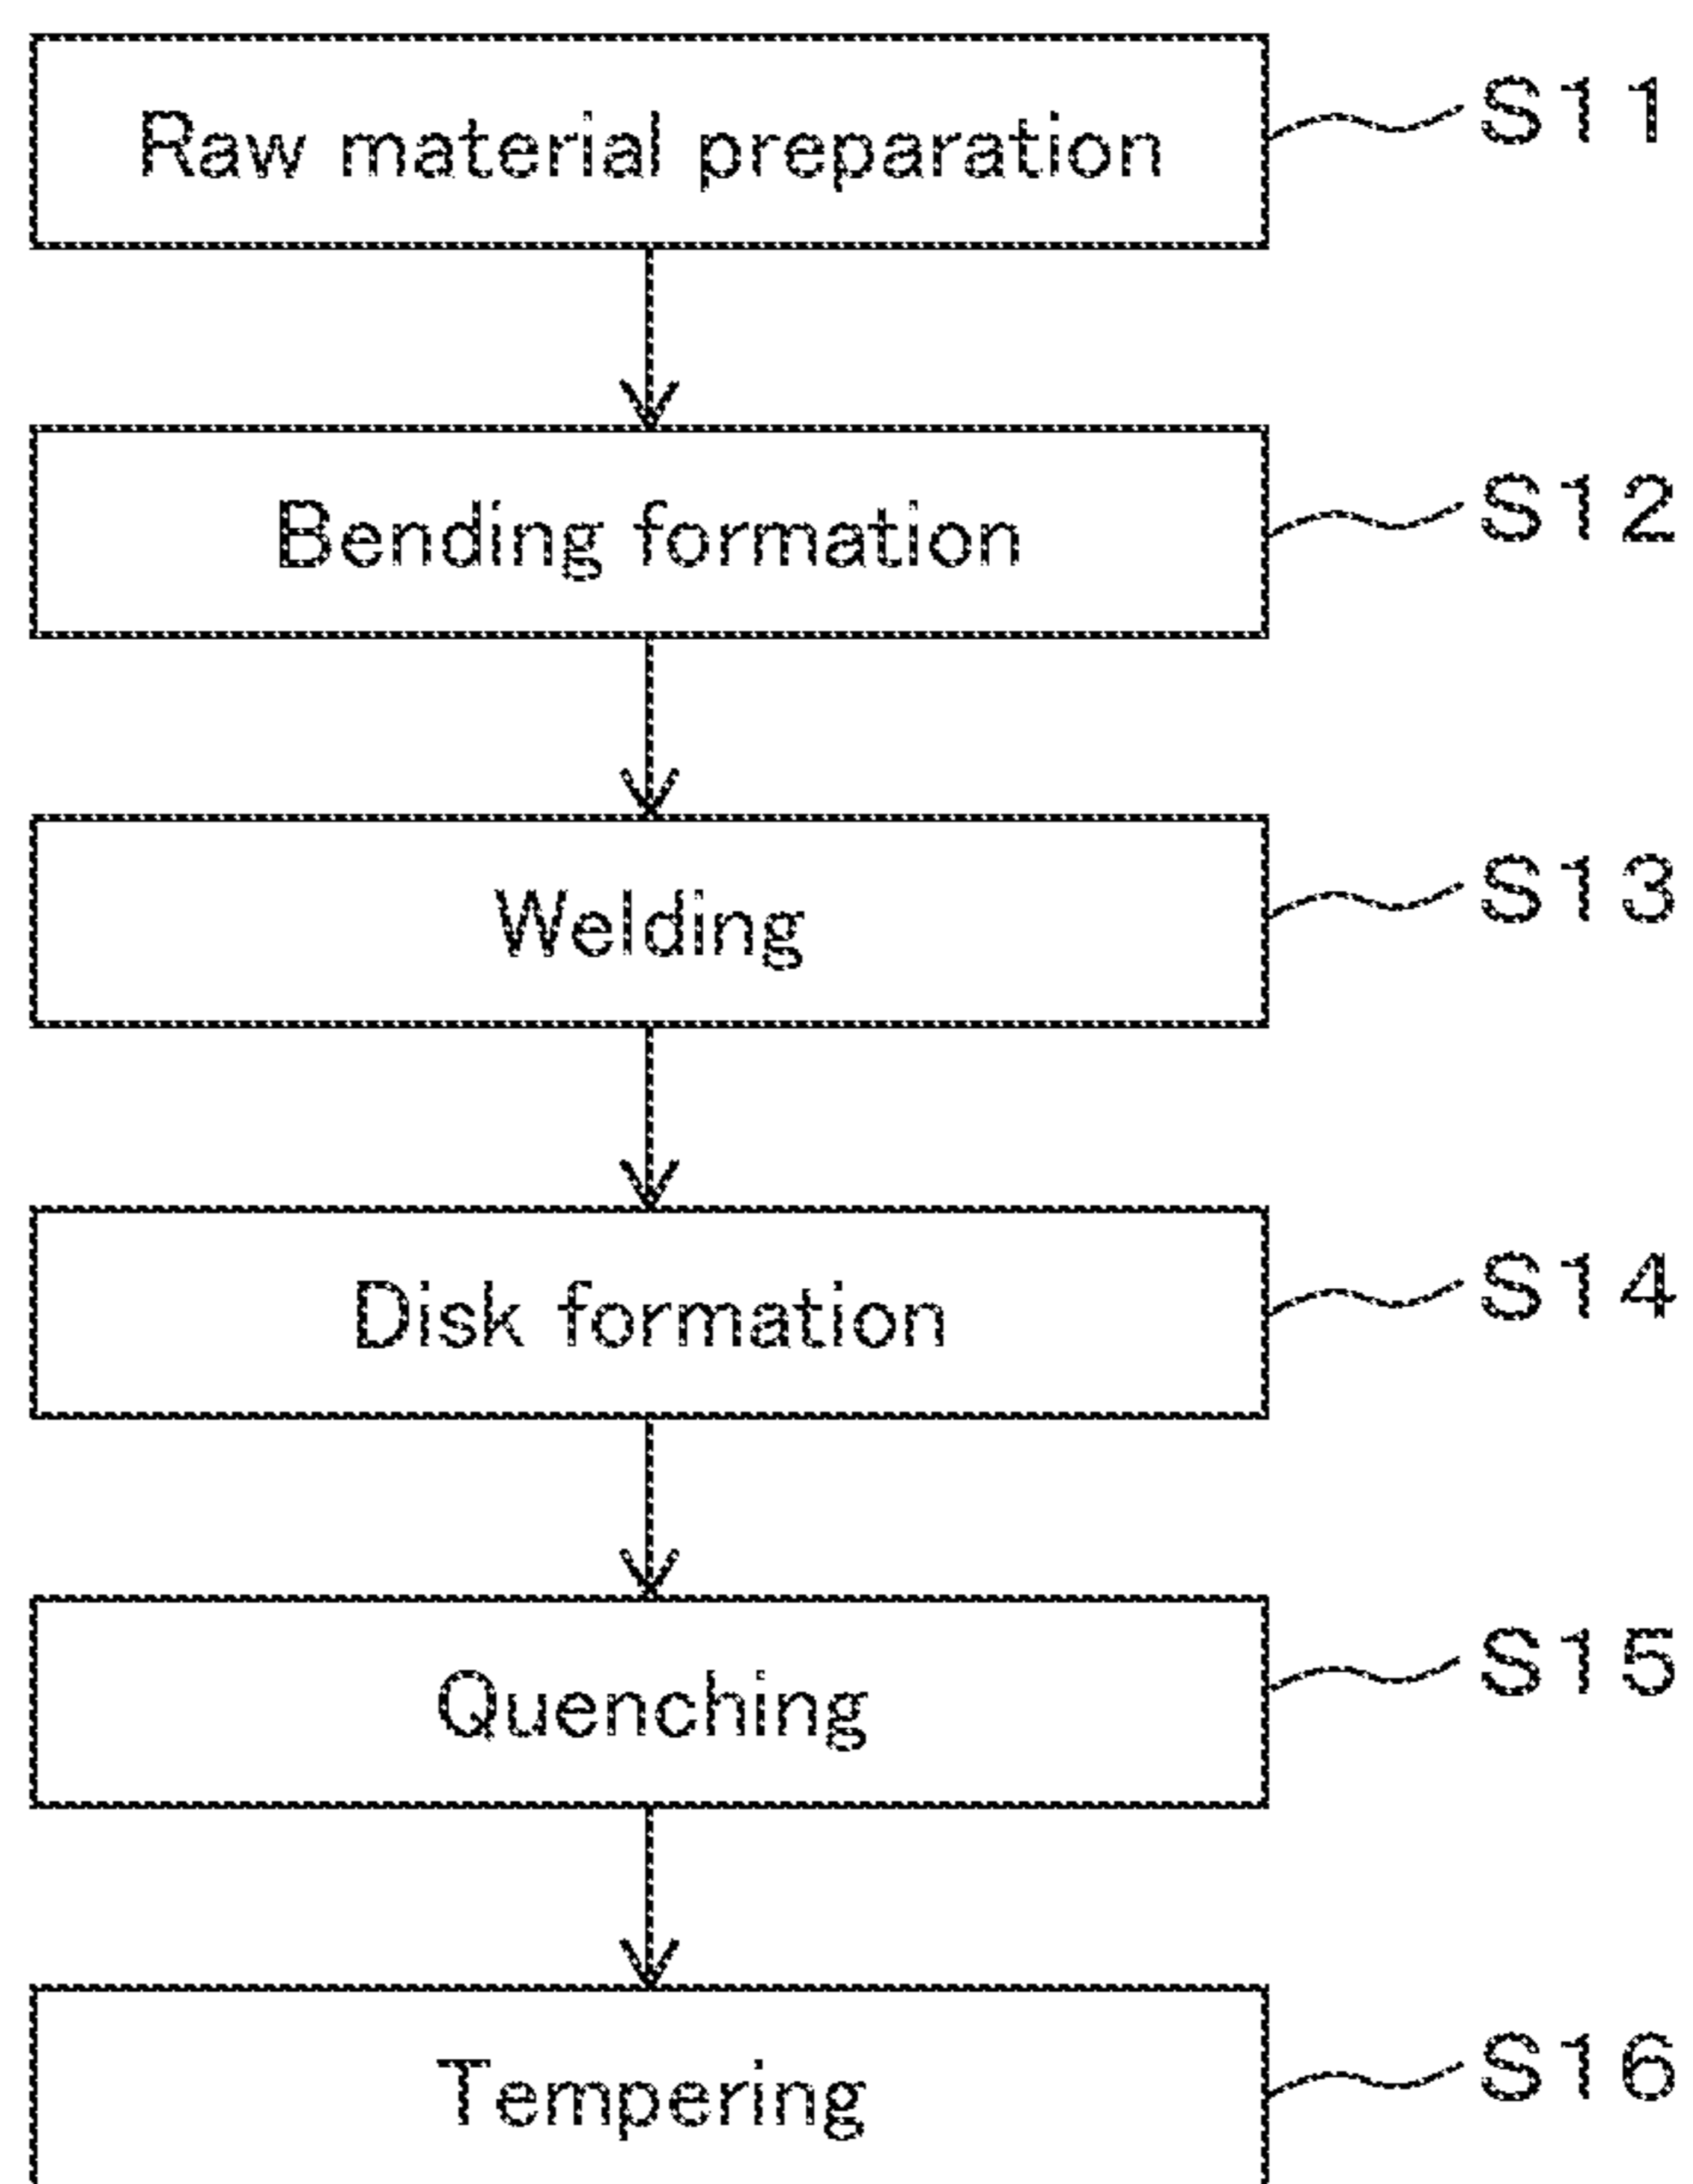 Raw material preparation S11
Bending formation S12
Welding S13
Disk formation S14
Quenching S15
Tempering S16